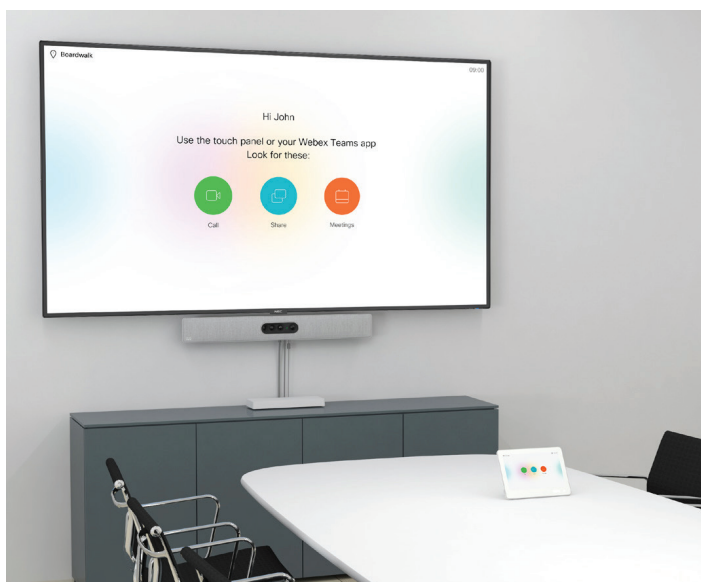 Boardwalk
09:00
Hi John
Use the touch panel or your Webex Teams app
Look for these:
Call
Share
Meetings
NEC